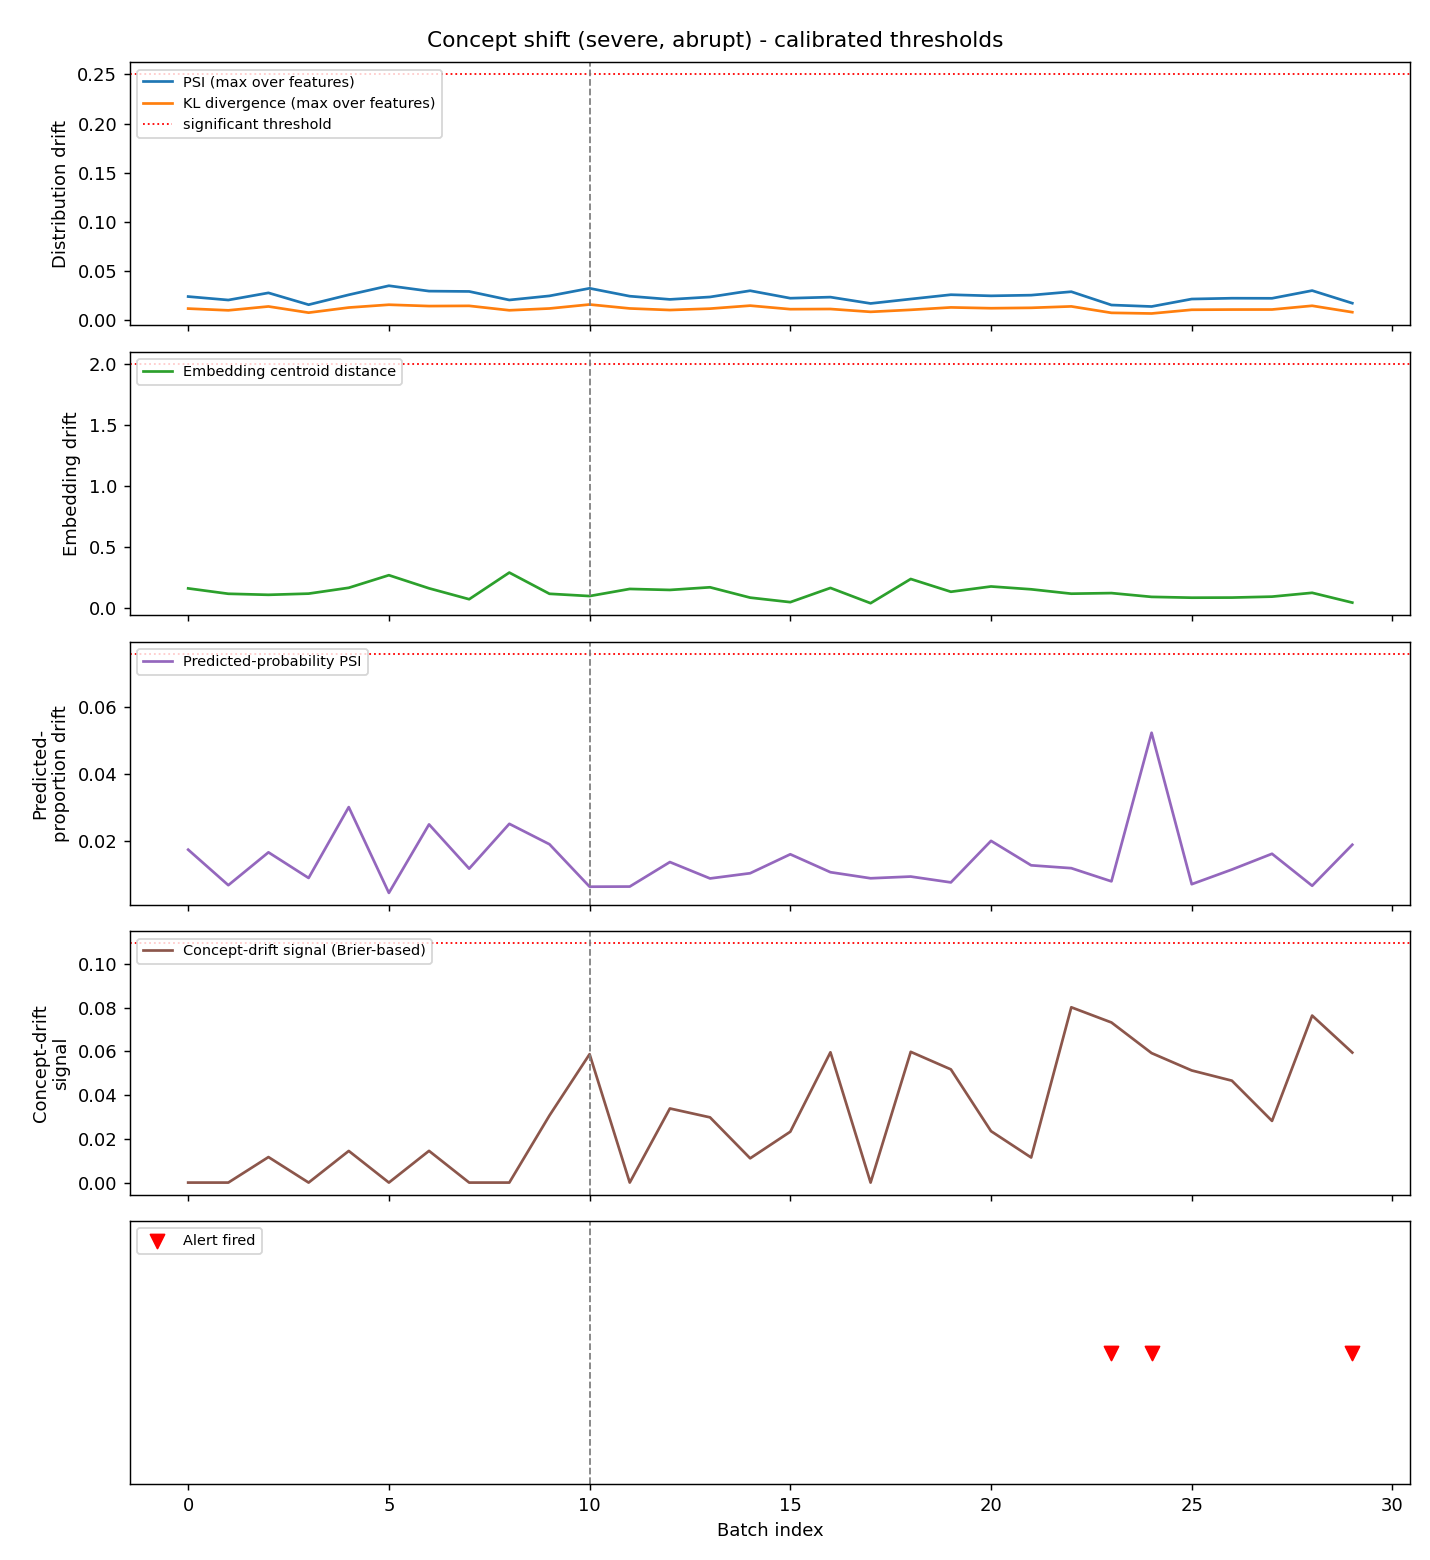 Concept shift (severe, abrupt) - calibrated thresholds
PSI (max over features)
KL divergence (max over features)
significant threshold
Distribution drift
0.25
0.20
0.15
0.10
0.05
0.00
Embedding centroid distance
Embedding drift
2.0
1.5
1.0
0.5
0.0
Predicted-probability PSI
Predicted-
proportion drift
0.06
0.04
0.02
Concept-drift signal (Brier-based)
Concept-drift
signal
0.10
0.08
0.06
0.04
0.02
0.00
Alert fired
0 5 10 15 20 25 30
Batch index